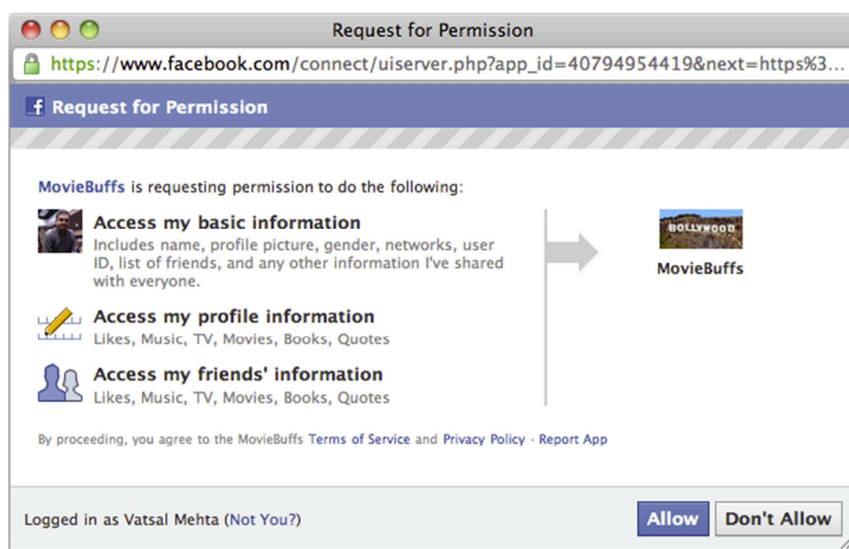 Request for Permission
https://www.facebook.com/connect/uiserver.php?app_id=40794954419&next=https%3...
f Request for Permission
MovieBuffs is requesting permission to do the following:
Access my basic information
Includes name, profile picture, gender, networks, user
ID, list of friends, and any other information I've shared
with everyone.
Access my profile information
Likes, Music, TV, Movies, Books, Quotes
Access my friends' information
Likes, Music, TV, Movies, Books, Quotes
BOLLYWOOD
MovieBuffs
By proceeding, you agree to the MovieBuffs Terms of Service and Privacy Policy · Report App
Logged in as Vatsal Mehta (Not You?)
Allow
Don't Allow